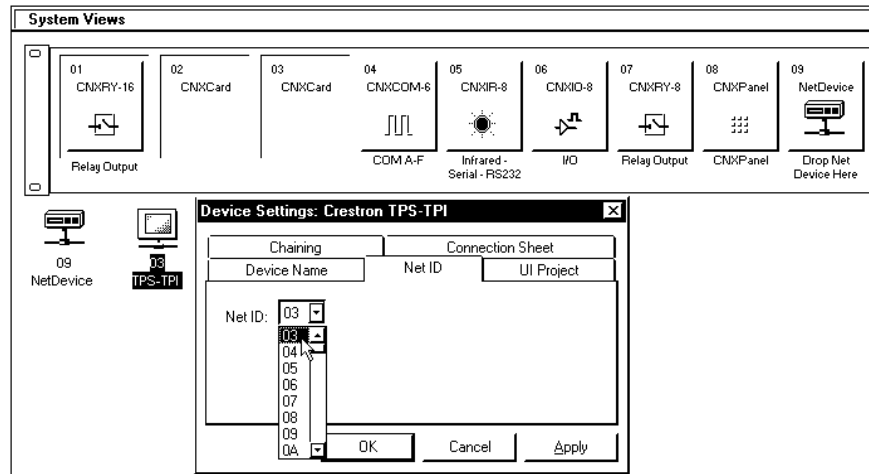 System Views
01 02 03 04 05 06 07 08 09
CNXRY-16 CNXCard CNXCard CNXCOM-6 CNXIR-8 CNXIO-8 CNXRY-8 CNXPanel NetDevice
Relay Output COM A-F Infrared - I/O Relay Output CNXPanel Drop Net
Serial - RS232 Device Here
09
NetDevice
03
TPS-TPI
Device Settings: Crestron TPS-TPI
Chaining Connection Sheet
Device Name Net ID UI Project
Net ID: 03
03
04
05
06
07
08
09
0A
OK Cancel Apply